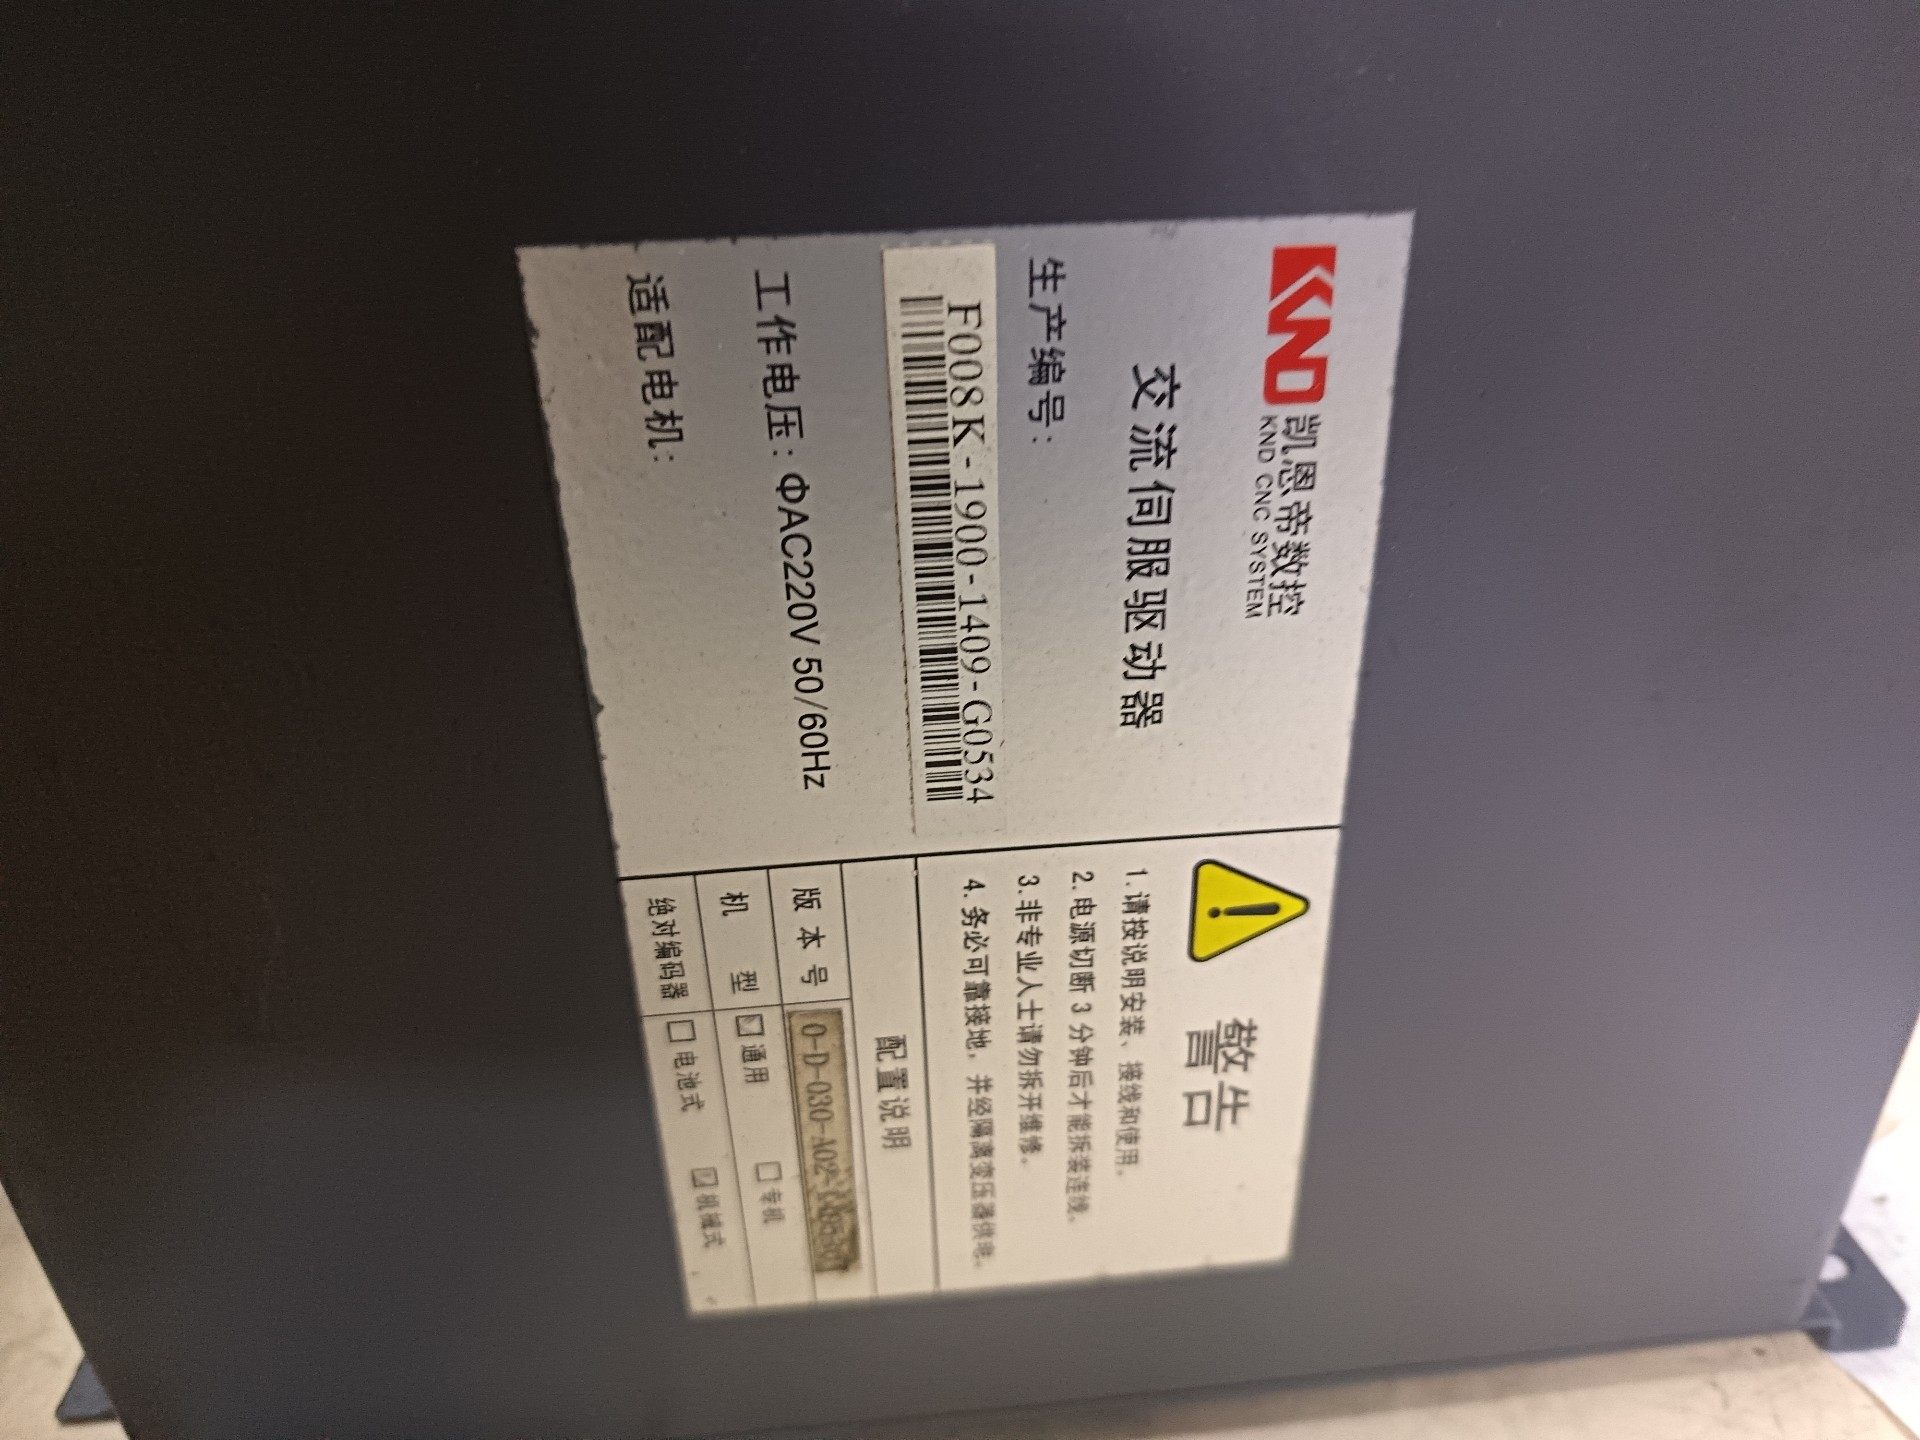 KND 凯恩帝数控
KND CNC SYSTEM
交流伺服驱动器
生产编号：
F008K-1900-1409-G0534
工作电压：ΦAC220V 50/60Hz
适配电机：
警告
1.请按说明安装、接线和使用。
2.电源切断3分钟后才能拆装连线。
3.非专业人士请勿拆开维修。
4.务必可靠接地，并经隔离变压器供电。
配置说明
版本号 0-D-030-A02-
机型 ☑通用 □专机
绝对编码器 □电池式 ☑机械式